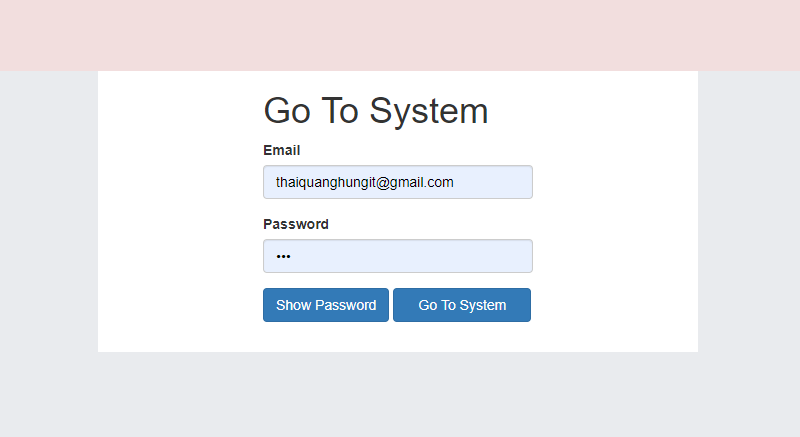 Go To System
Email
thaiquanghungit@gmail.com
Password
•••
Show Password Go To System